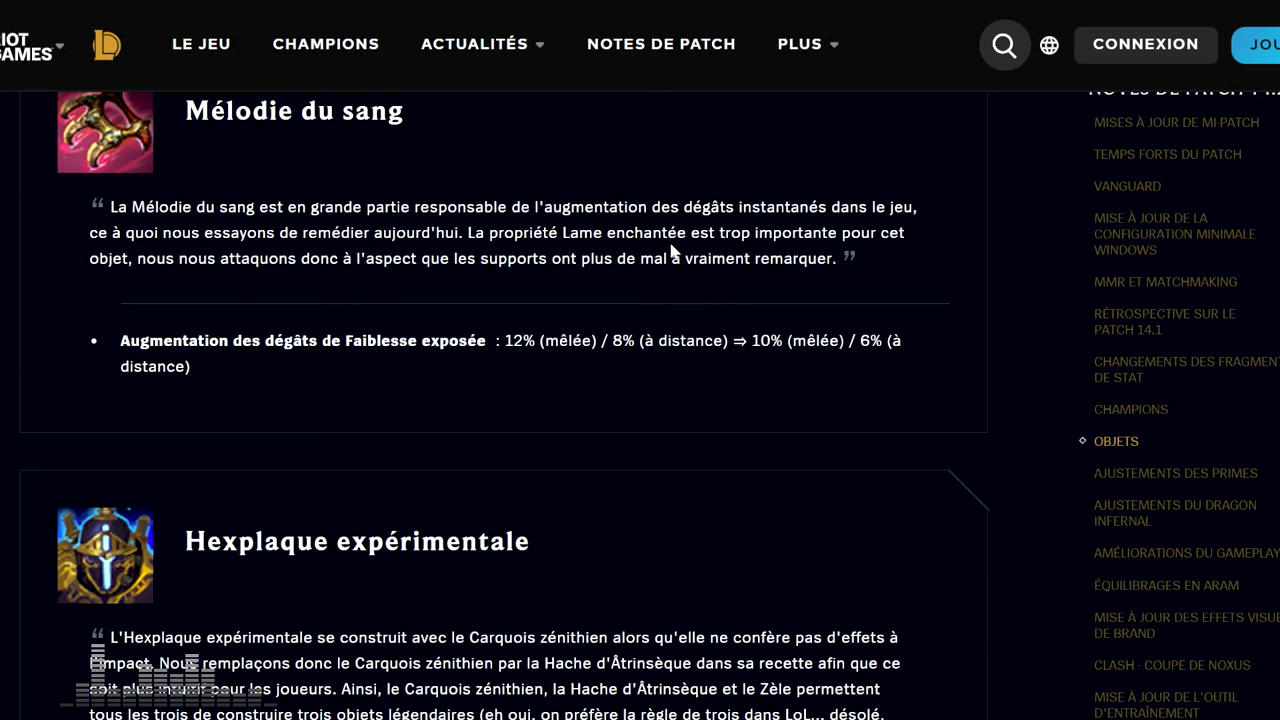 RIOT GAMES
LE JEU
CHAMPIONS
ACTUALITÉS
NOTES DE PATCH
PLUS
CONNEXION
Mélodie du sang
“ La Mélodie du sang est en grande partie responsable de l'augmentation des dégâts instantanés dans le jeu,
ce à quoi nous essayons de remédier aujourd'hui. La propriété Lame enchantée est trop importante pour cet
objet, nous nous attaquons donc à l'aspect que les supports ont plus de mal à vraiment remarquer. ”
• Augmentation des dégâts de Faiblesse exposée : 12% (mêlée) / 8% (à distance) ⇒ 10% (mêlée) / 6% (à
distance)
Hexplaque expérimentale
“ L'Hexplaque expérimentale se construit avec le Carquois zénithien alors qu'elle ne confère pas d'effets à
l'impact. Nous remplaçons donc le Carquois zénithien par la Hache d'Âtrinsèque dans sa recette afin que ce
soit plus intuitif pour les joueurs. Ainsi, le Carquois zénithien, la Hache d'Âtrinsèque et le Zèle permettent
tous les trois de construire trois objets légendaires (eh oui, on préfère la règle de trois dans LoL... désolé,
NOTES DE PATCH
MISES À JOUR DE MI-PATCH
TEMPS FORTS DU PATCH
VANGUARD
MISE À JOUR DE LA
CONFIGURATION MINIMALE
WINDOWS
MMR ET MATCHMAKING
RÉTROSPECTIVE SUR LE
PATCH 14.1
CHANGEMENTS DES FRAGMENT
DE STAT
CHAMPIONS
OBJETS
AJUSTEMENTS DES PRIMES
AJUSTEMENTS DU DRAGON
INFERNAL
AMÉLIORATIONS DU GAMEPLAY
ÉQUILIBRAGES EN ARAM
MISE À JOUR DES EFFETS VISUE
DE BRAND
CLASH - COUPE DE NOXUS
MISE À JOUR DE L'OUTIL
D'ENTRAÎNEMENT